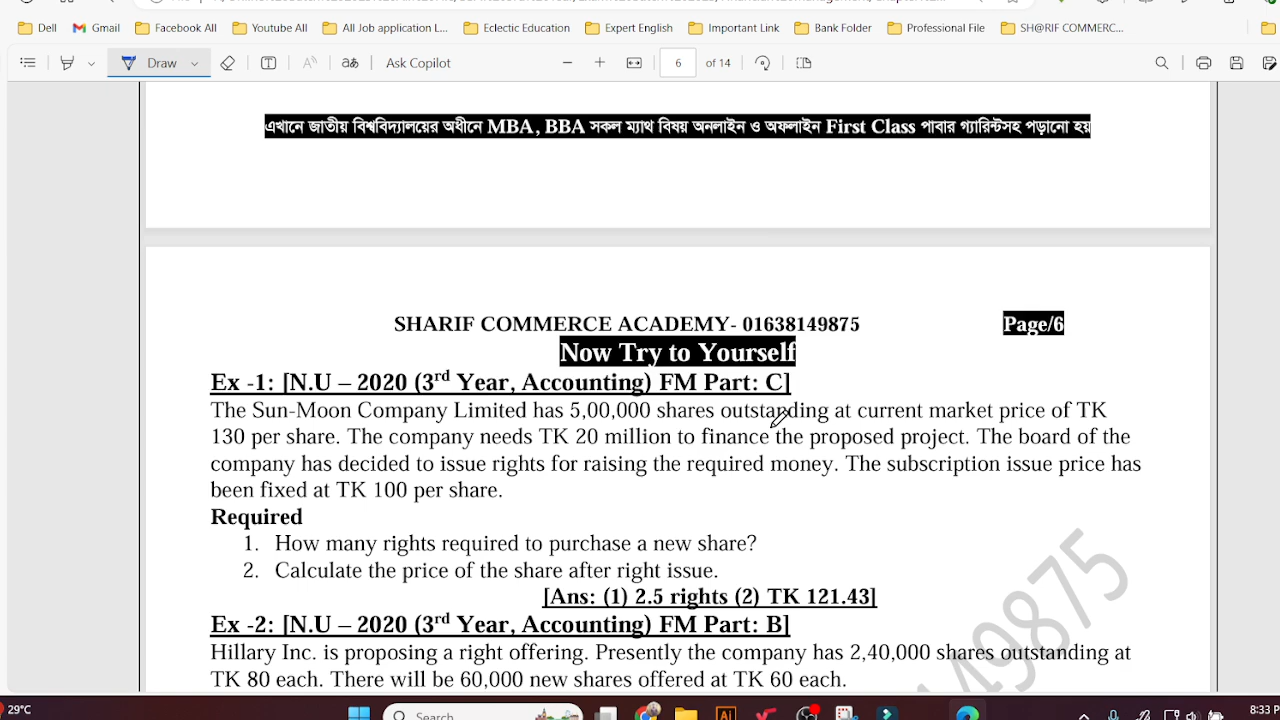 Dell Gmail Facebook All Youtube All All Job application L... Eclectic Education Expert English Important Link Bank Folder Professional File SH@RIF COMMERC...
Draw Ask Copilot 6 of 14
এখানে জাতীয় বিশ্ববিদ্যালয়ের অধীনে MBA, BBA সকল ম্যাথ বিষয় অনলাইন ও অফলাইন First Class পাবার গ্যারিন্টিসহ পড়ানো হয়
SHARIF COMMERCE ACADEMY- 01638149875 Page/6
Now Try to Yourself
Ex -1: [N.U – 2020 (3rd Year, Accounting) FM Part: C]
The Sun-Moon Company Limited has 5,00,000 shares outstanding at current market price of TK
130 per share. The company needs TK 20 million to finance the proposed project. The board of the
company has decided to issue rights for raising the required money. The subscription issue price has
been fixed at TK 100 per share.
Required
1. How many rights required to purchase a new share?
2. Calculate the price of the share after right issue.
[Ans: (1) 2.5 rights (2) TK 121.43]
Ex -2: [N.U – 2020 (3rd Year, Accounting) FM Part: B]
Hillary Inc. is proposing a right offering. Presently the company has 2,40,000 shares outstanding at
TK 80 each. There will be 60,000 new shares offered at TK 60 each.
149875
29°C Search 8:33 P